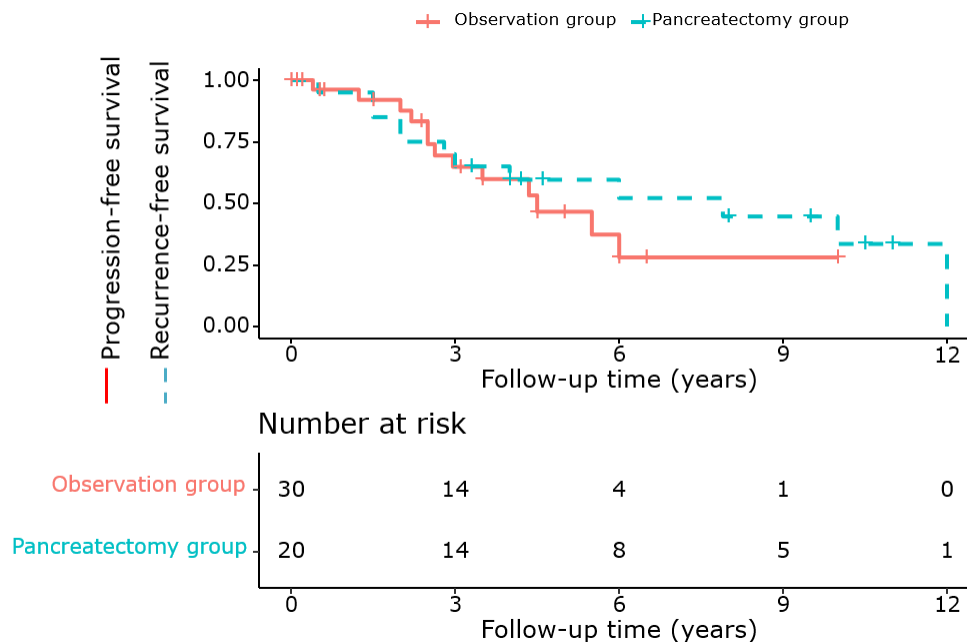 Observation group Pancreatectomy group
Progression-free survival
Recurrence-free survival
1.00
0.75
0.50
0.25
0.00
0 3 6 9 12
Follow-up time (years)
Number at risk
Observation group 30 14 4 1 0
Pancreatectomy group 20 14 8 5 1
0 3 6 9 12
Follow-up time (years)